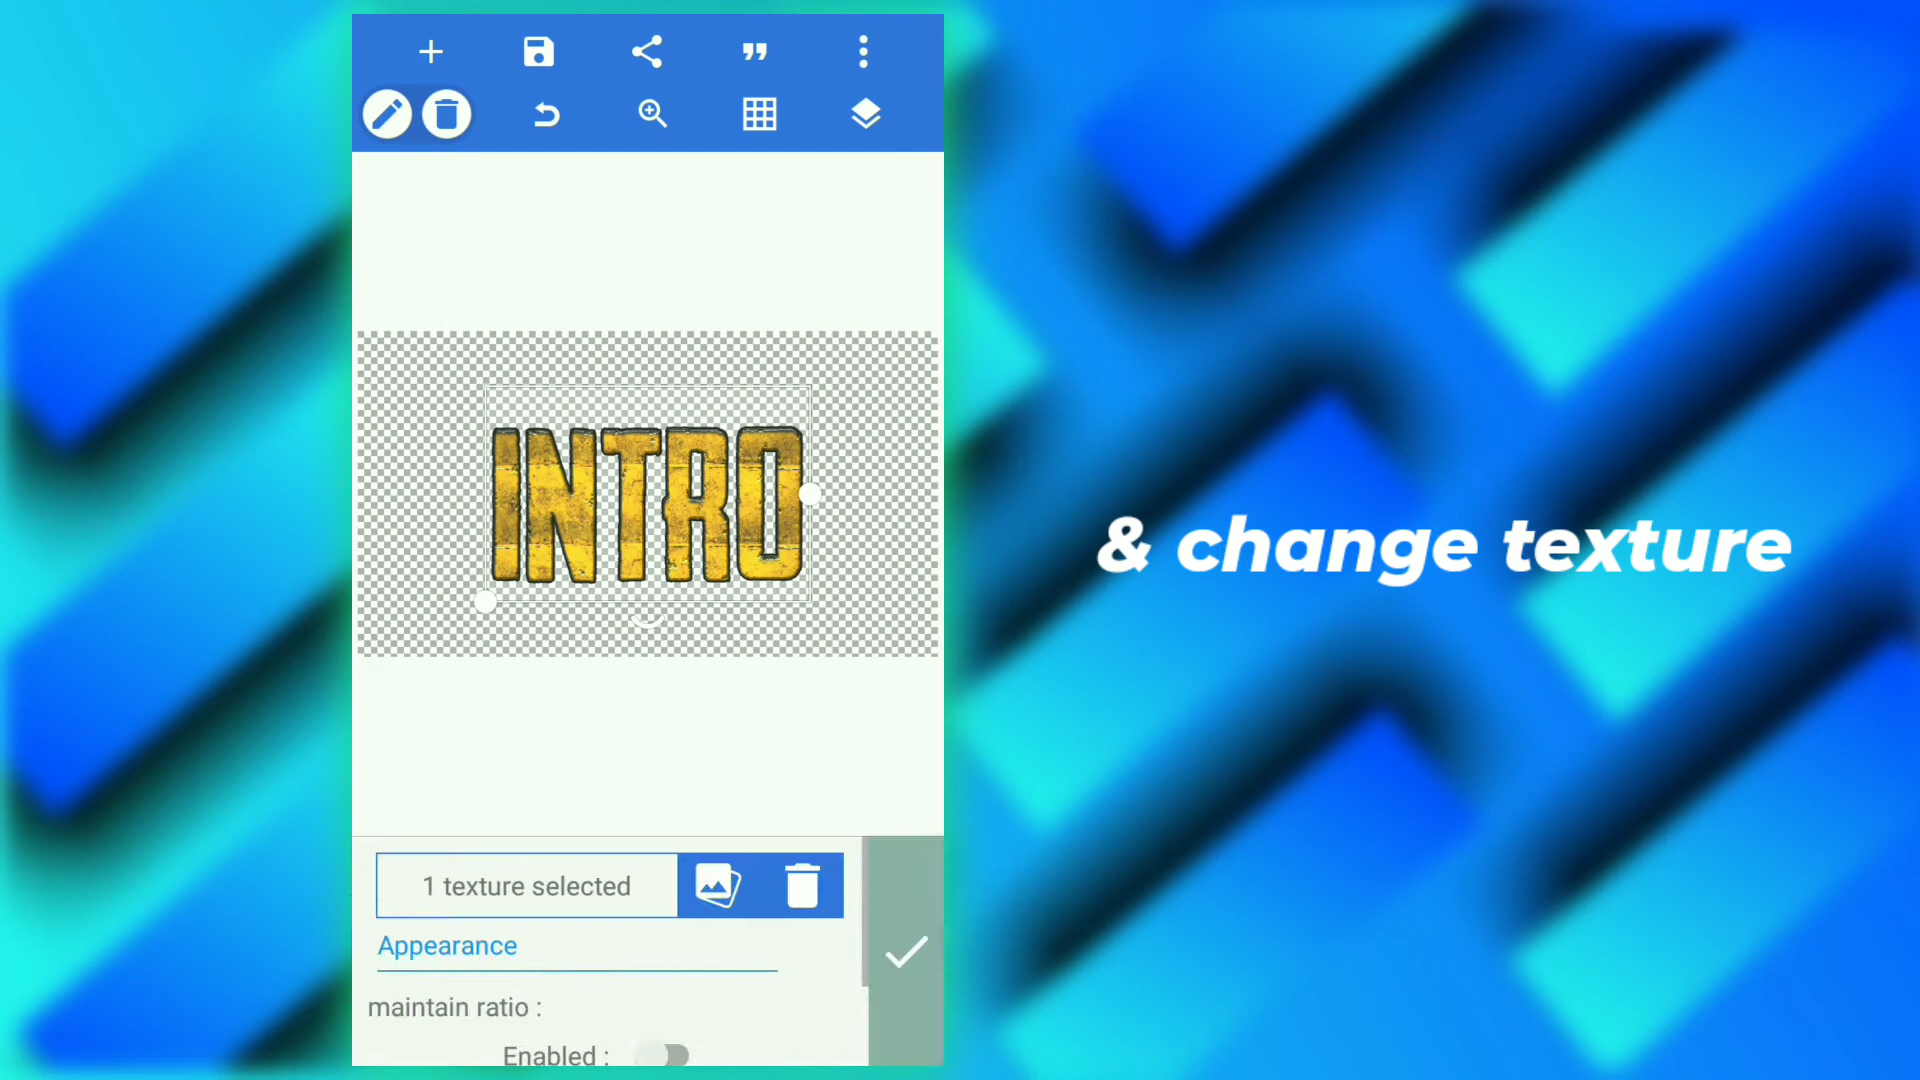 INTRO
& change texture
1 texture selected
Appearance
maintain ratio :
Enabled :